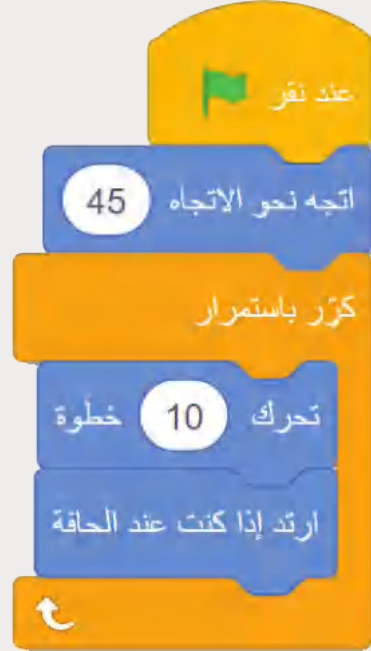 عند نقر
اتجه نحو الاتجاه 45
كرّر باستمرار
تحرك 10 خطوة
ارتد إذا كنت عند الحافة